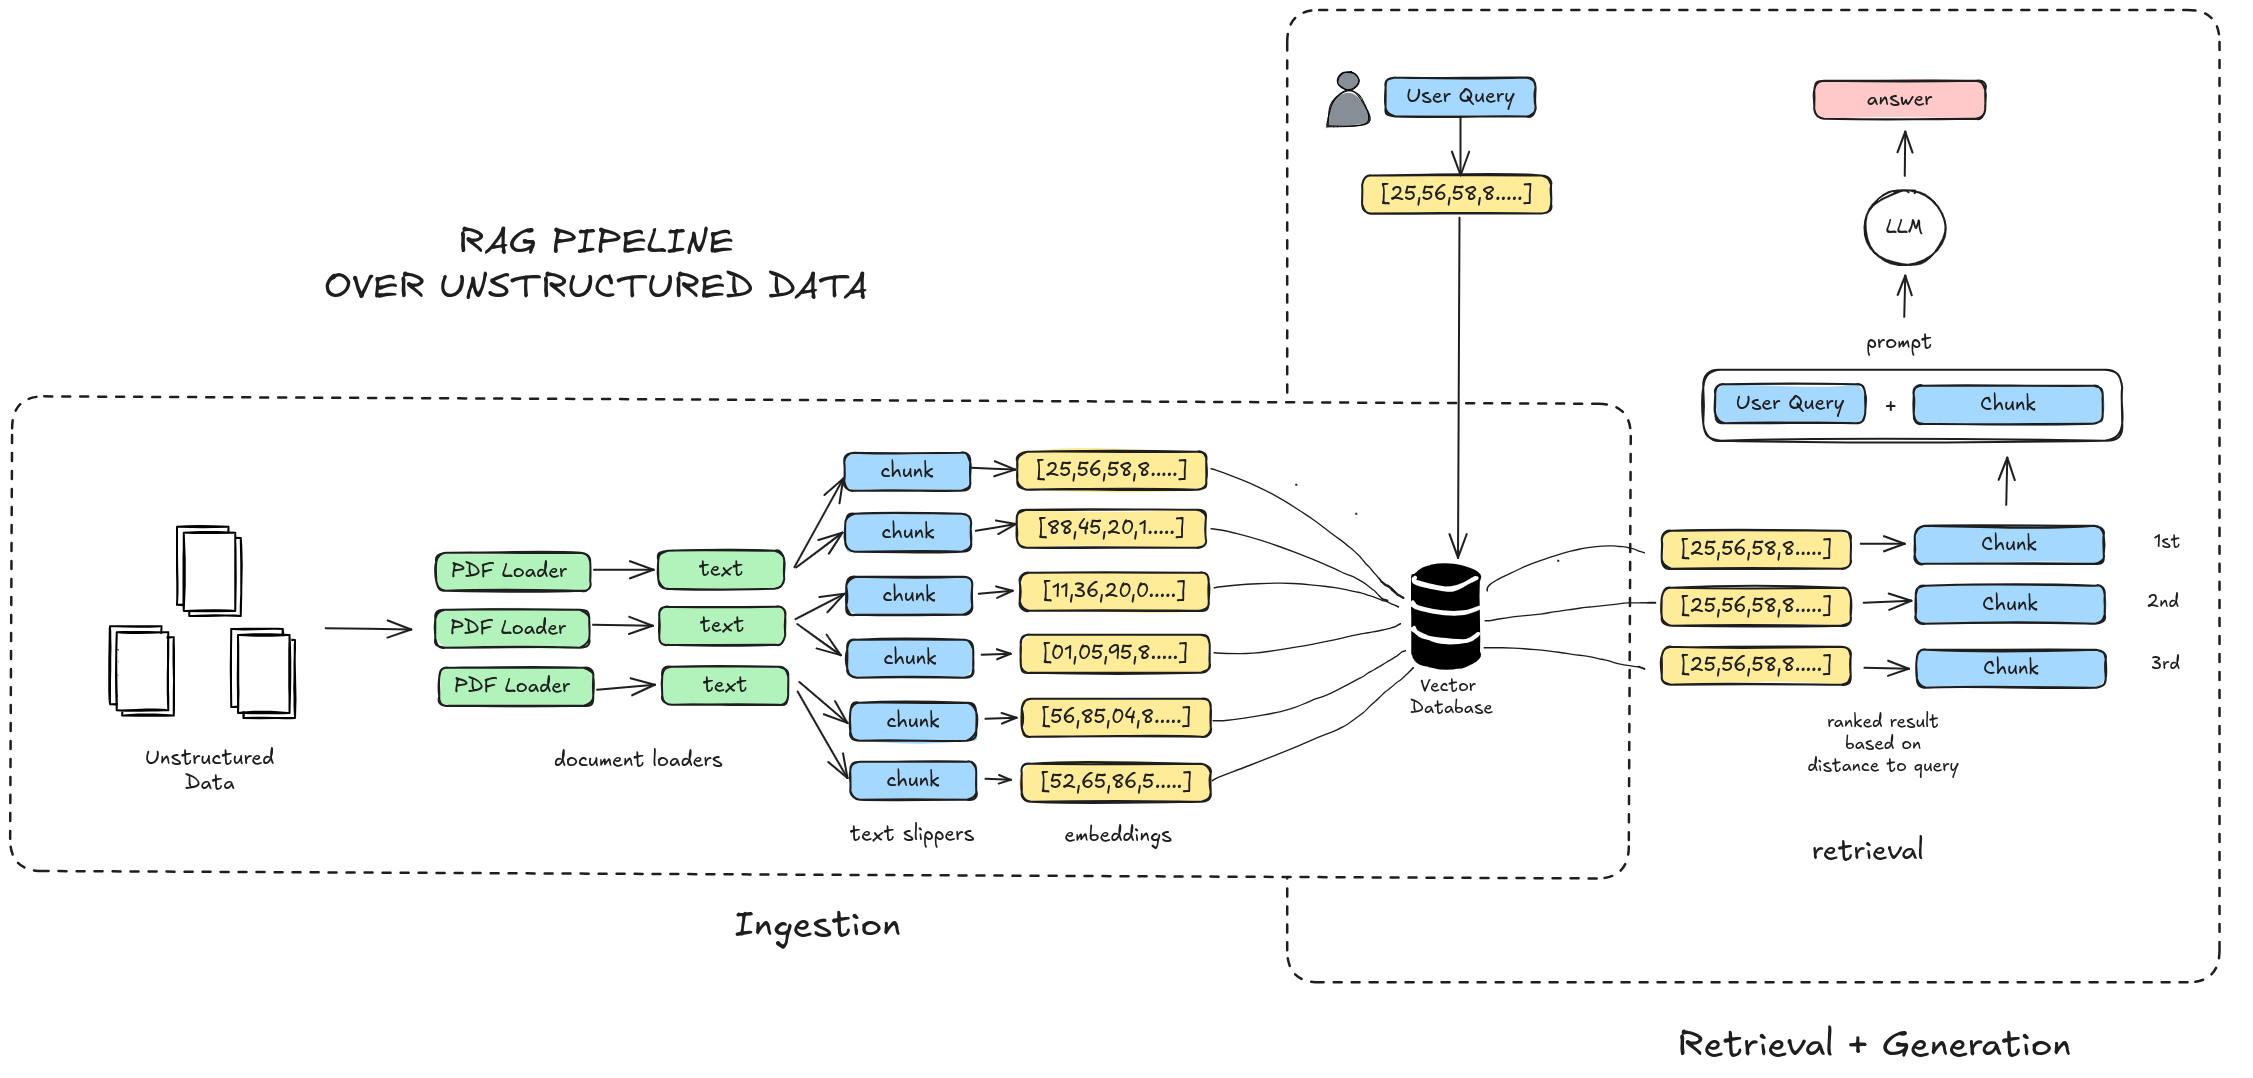 RAG PIPELINE
OVER UNSTRUCTURED DATA
Unstructured
Data
PDF Loader
PDF Loader
PDF Loader
text
text
text
document loaders
chunk
chunk
chunk
chunk
chunk
chunk
text slippers
[25,56,58,8.....]
[88,45,20,1.....]
[11,36,20,0.....]
[01,05,95,8.....]
[56,85,04,8.....]
[52,65,86,5.....]
embeddings
Ingestion
User Query
[25,56,58,8.....]
Vector
Database
[25,56,58,8.....]
Chunk
1st
[25,56,58,8.....]
Chunk
2nd
[25,56,58,8.....]
Chunk
3rd
ranked result
based on
distance to query
retrieval
User Query + Chunk
prompt
LLM
answer
Retrieval + Generation